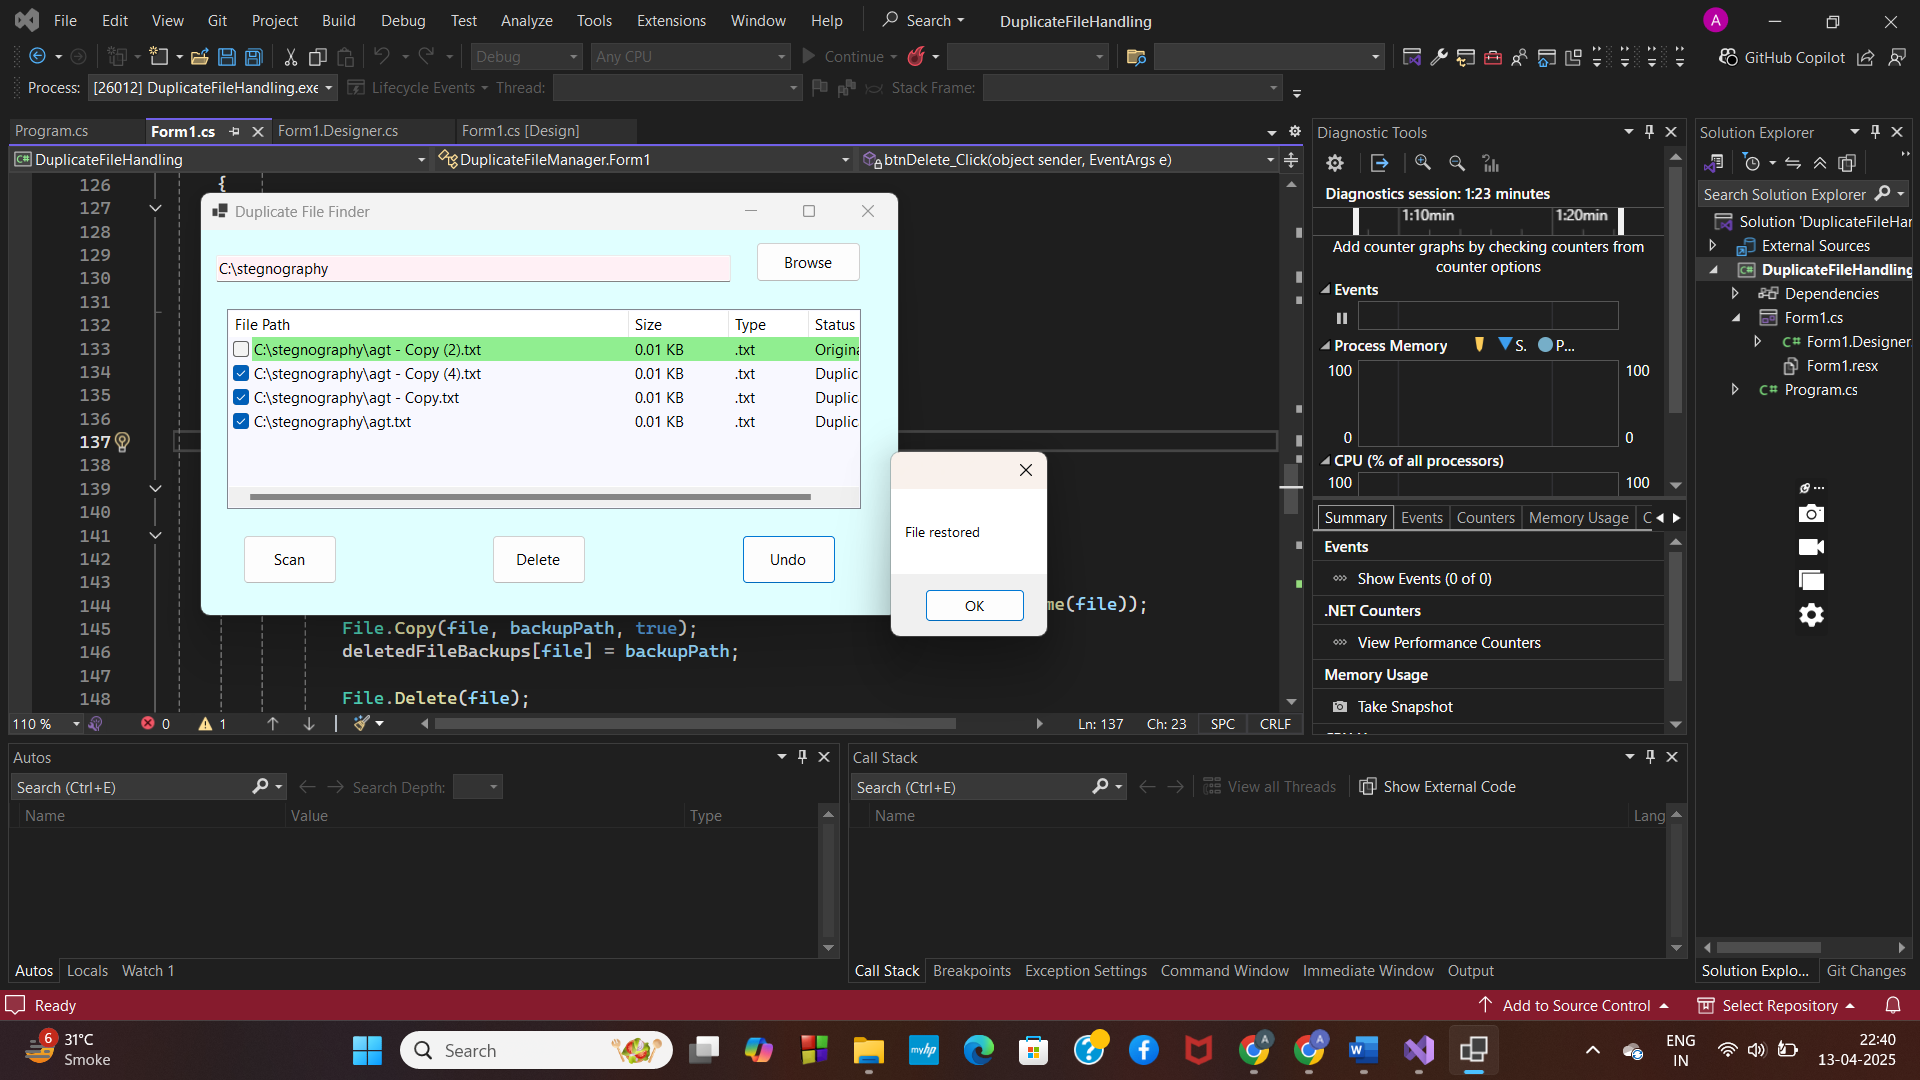 File Edit View Git Project Build Debug Test Analyze Tools Extensions Window Help Search DuplicateFileHandling A
Debug Any CPU Continue GitHub Copilot
Process: [26012] DuplicateFileHandling.exe Lifecycle Events Thread: Stack Frame:
Program.cs Form1.cs Form1.Designer.cs Form1.cs [Design]
C# DuplicateFileHandling DuplicateFileManager.Form1 btnDelete_Click(object sender, EventArgs e)
126 {
127
128
129
130
131
132
133
134
135
136
137
138
139
140
141
142
143
144 me(file));
145 File.Copy(file, backupPath, true);
146 deletedFileBackups[file] = backupPath;
147
148 File.Delete(file);
110 % 0 1 Ln: 137 Ch: 23 SPC CRLF
Duplicate File Finder
C:\stegnography Browse
File Path Size Type Status
C:\stegnography\agt - Copy (2).txt 0.01 KB .txt Origina
C:\stegnography\agt - Copy (4).txt 0.01 KB .txt Duplic
C:\stegnography\agt - Copy.txt 0.01 KB .txt Duplic
C:\stegnography\agt.txt 0.01 KB .txt Duplic
Scan Delete Undo
File restored
OK
Diagnostic Tools
Diagnostics session: 1:23 minutes
1:10min 1:20min
Add counter graphs by checking counters from
counter options
Events
Process Memory S. P...
100 100
0 0
CPU (% of all processors)
100 100
Summary Events Counters Memory Usage C
Events
Show Events (0 of 0)
.NET Counters
View Performance Counters
Memory Usage
Take Snapshot
Solution Explorer
Search Solution Explorer
Solution 'DuplicateFileHar
External Sources
C# DuplicateFileHandling
Dependencies
Form1.cs
C# Form1.Designer.
Form1.resx
C# Program.cs
Solution Explo... Git Changes
Autos
Search (Ctrl+E) Search Depth:
Name Value Type
Autos Locals Watch 1
Call Stack
Search (Ctrl+E) View all Threads Show External Code
Name Lang
Call Stack Breakpoints Exception Settings Command Window Immediate Window Output
Ready Add to Source Control Select Repository
6 31°C
Smoke
Search
myhp
A A
ENG
IN
22:40
13-04-2025